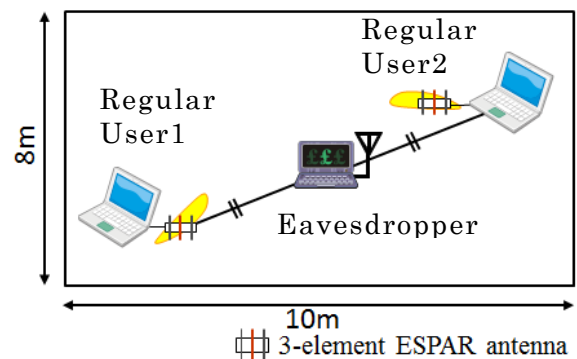 Regular
User2
Regular
User1
8m
£££
Eavesdropper
10m
3-element ESPAR antenna